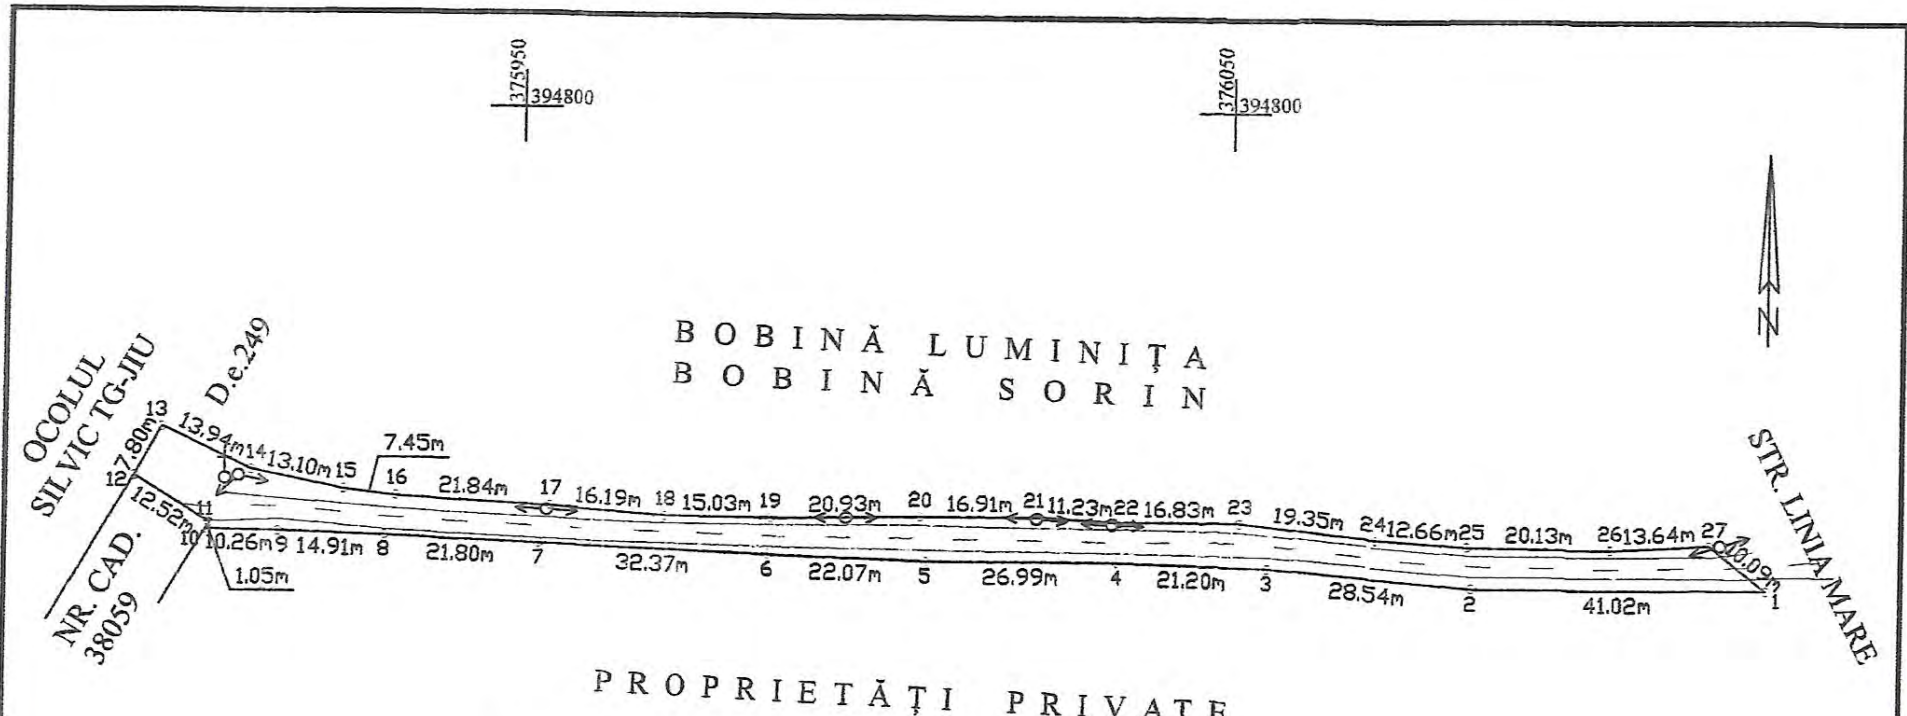 375950
394800
376050
394800
N
BOBINĂ LUMINIȚA
BOBINĂ SORIN
OCOLUL
SILVIC TG-JIU
D.e.249
STR. LINIA MARE
NR. CAD.
38059
13 13.94m 14 13.10m 15 7.45m 16 21.84m 17 16.19m 18 15.03m 19 20.93m 20 16.91m 21 11.23m 22 16.83m 23 19.35m 24 12.66m 25 20.13m 26 13.64m 27 10.09m
12 7.80m
12.52m 11
10 10.26m 9 14.91m 8 21.80m 7 32.37m 6 22.07m 5 26.99m 4 21.20m 3 28.54m 2 41.02m 1
1.05m
PROPRIETĂȚI PRIVATE